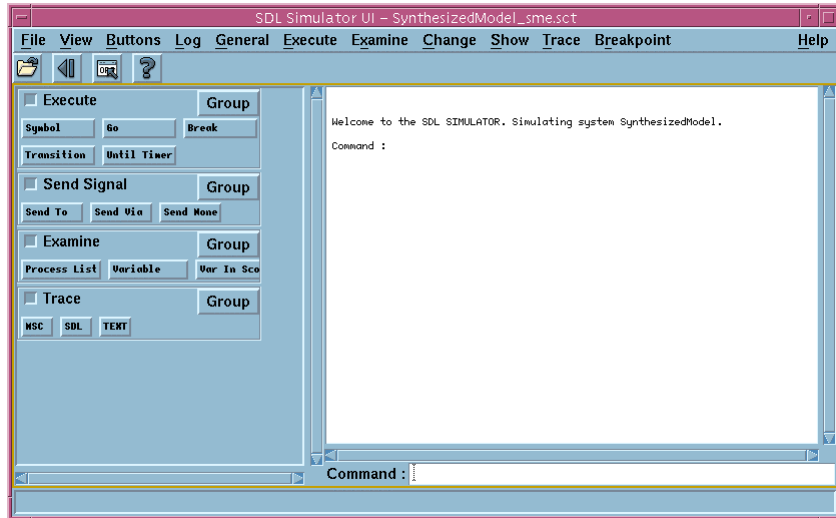 SDL Simulator UI – SynthesizedModel_sme.sct
File View Buttons Log General Execute Examine Change Show Trace Breakpoint Help
Execute Group
Symbol Go Break
Transition Until Timer
Send Signal Group
Send To Send Via Send None
Examine Group
Process List Variable Var In Sco
Trace Group
MSC SDL TEXT
Welcome to the SDL SIMULATOR. Simulating system SynthesizedModel.
Command :
Command :